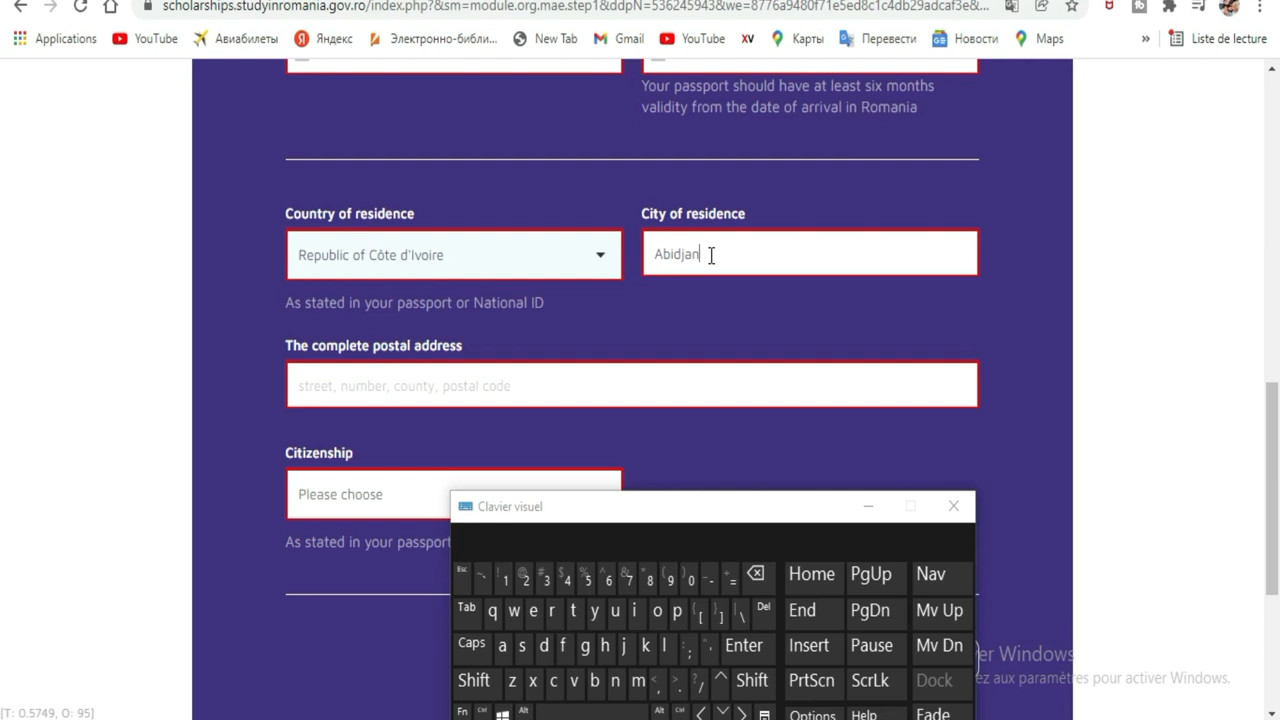 scholarships.studyinromania.gov.ro/index.php?&sm=module.org.mae.step1&ddpN=536245943&we=8776a9480f71e5ed8c1c4db29adcaf3e&...
Applications YouTube Авиабилеты Яндекс Электронно-библи... New Tab Gmail YouTube XV Карты Перевести Новости Maps » Liste de lecture
Your passport should have at least six months
validity from the date of arrival in Romania
Country of residence City of residence
Republic of Côte d'Ivoire Abidjan
As stated in your passport or National ID
The complete postal address
street, number, county, postal code
Citizenship
Please choose
Clavier visuel
As stated in your passport
Esc ~ ` ! 1 @ 2 # 3 $ 4 % 5 ^ 6 & 7 * 8 ( 9 ) 0 _ - + = Home PgUp Nav
Tab q w e r t y u i o p { [ } ] | \ Del End PgDn Mv Up
Caps a s d f g h j k l : ; " ' Enter Insert Pause Mv Dn
er Windows
Shift z x c v b n m < , > . ? / Shift PrtScn ScrLk Dock
ez aux paramètres pour activer Windows.
Fn Ctrl Alt Alt Ctrl Options Help Fade
[T: 0.5749, O: 95]